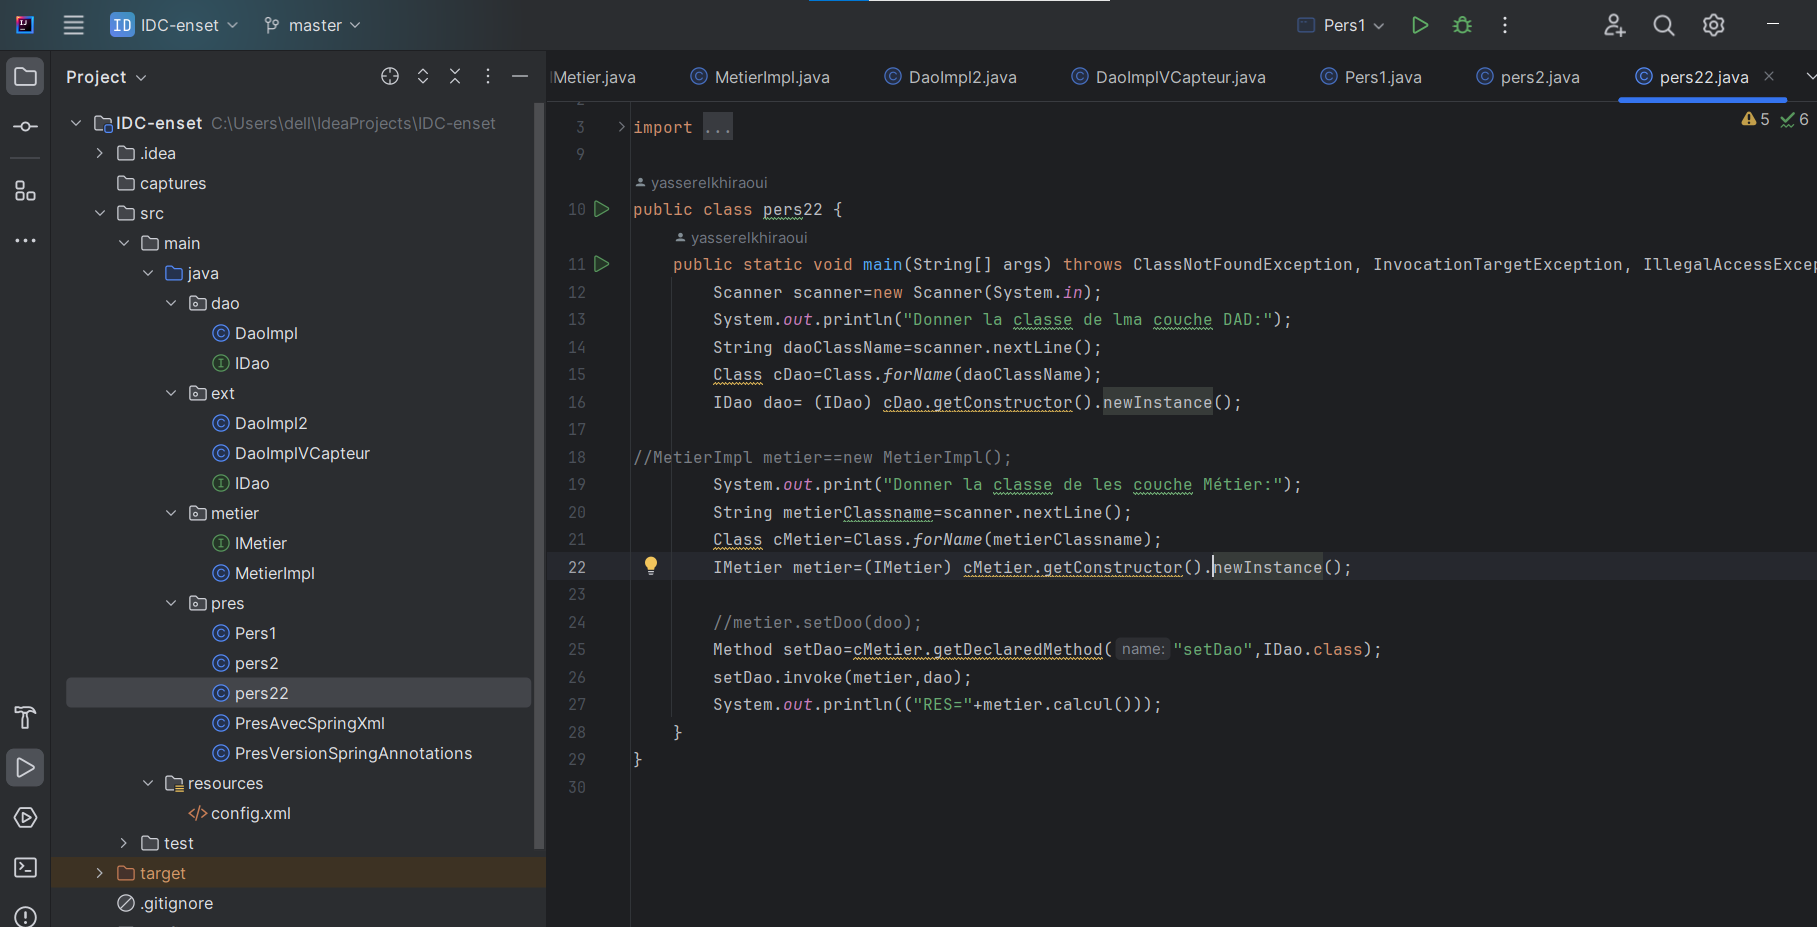 IDC-enset
master
Pers1
Project
IDC-enset C:\Users\dell\IdeaProjects\IDC-enset
.idea
captures
src
main
java
dao
DaoImpl
IDao
ext
DaoImpl2
DaoImplVCapteur
IDao
metier
IMetier
MetierImpl
pres
Pers1
pers2
pers22
PresAvecSpringXml
PresVersionSpringAnnotations
resources
config.xml
test
target
.gitignore
IMetier.java MetierImpl.java DaoImpl2.java DaoImplVCapteur.java Pers1.java pers2.java pers22.java
5 6
3 import ...
9
yasserelkhiraoui
10 public class pers22 {
yasserelkhiraoui
11 public static void main(String[] args) throws ClassNotFoundException, InvocationTargetException, IllegalAccessExcep
12 Scanner scanner=new Scanner(System.in);
13 System.out.println("Donner la classe de lma couche DAD:");
14 String daoClassName=scanner.nextLine();
15 Class cDao=Class.forName(daoClassName);
16 IDao dao= (IDao) cDao.getConstructor().newInstance();
17
18 //MetierImpl metier==new MetierImpl();
19 System.out.print("Donner la classe de les couche Métier:");
20 String metierClassname=scanner.nextLine();
21 Class cMetier=Class.forName(metierClassname);
22 IMetier metier=(IMetier) cMetier.getConstructor().newInstance();
23
24 //metier.setDoo(doo);
25 Method setDao=cMetier.getDeclaredMethod( name: "setDao",IDao.class);
26 setDao.invoke(metier,dao);
27 System.out.println(("RES="+metier.calcul()));
28 }
29 }
30